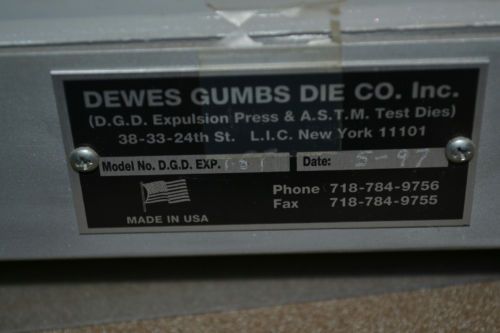 DEWES GUMBS DIE CO. Inc.
(D.G.D. Expulsion Press & A.S.T.M. Test Dies)
38-33-24th St. L.I.C. New York 11101
Model No. D.G.D. EXP. Date: 5-97
Phone 718-784-9756
Fax 718-784-9755
MADE IN USA